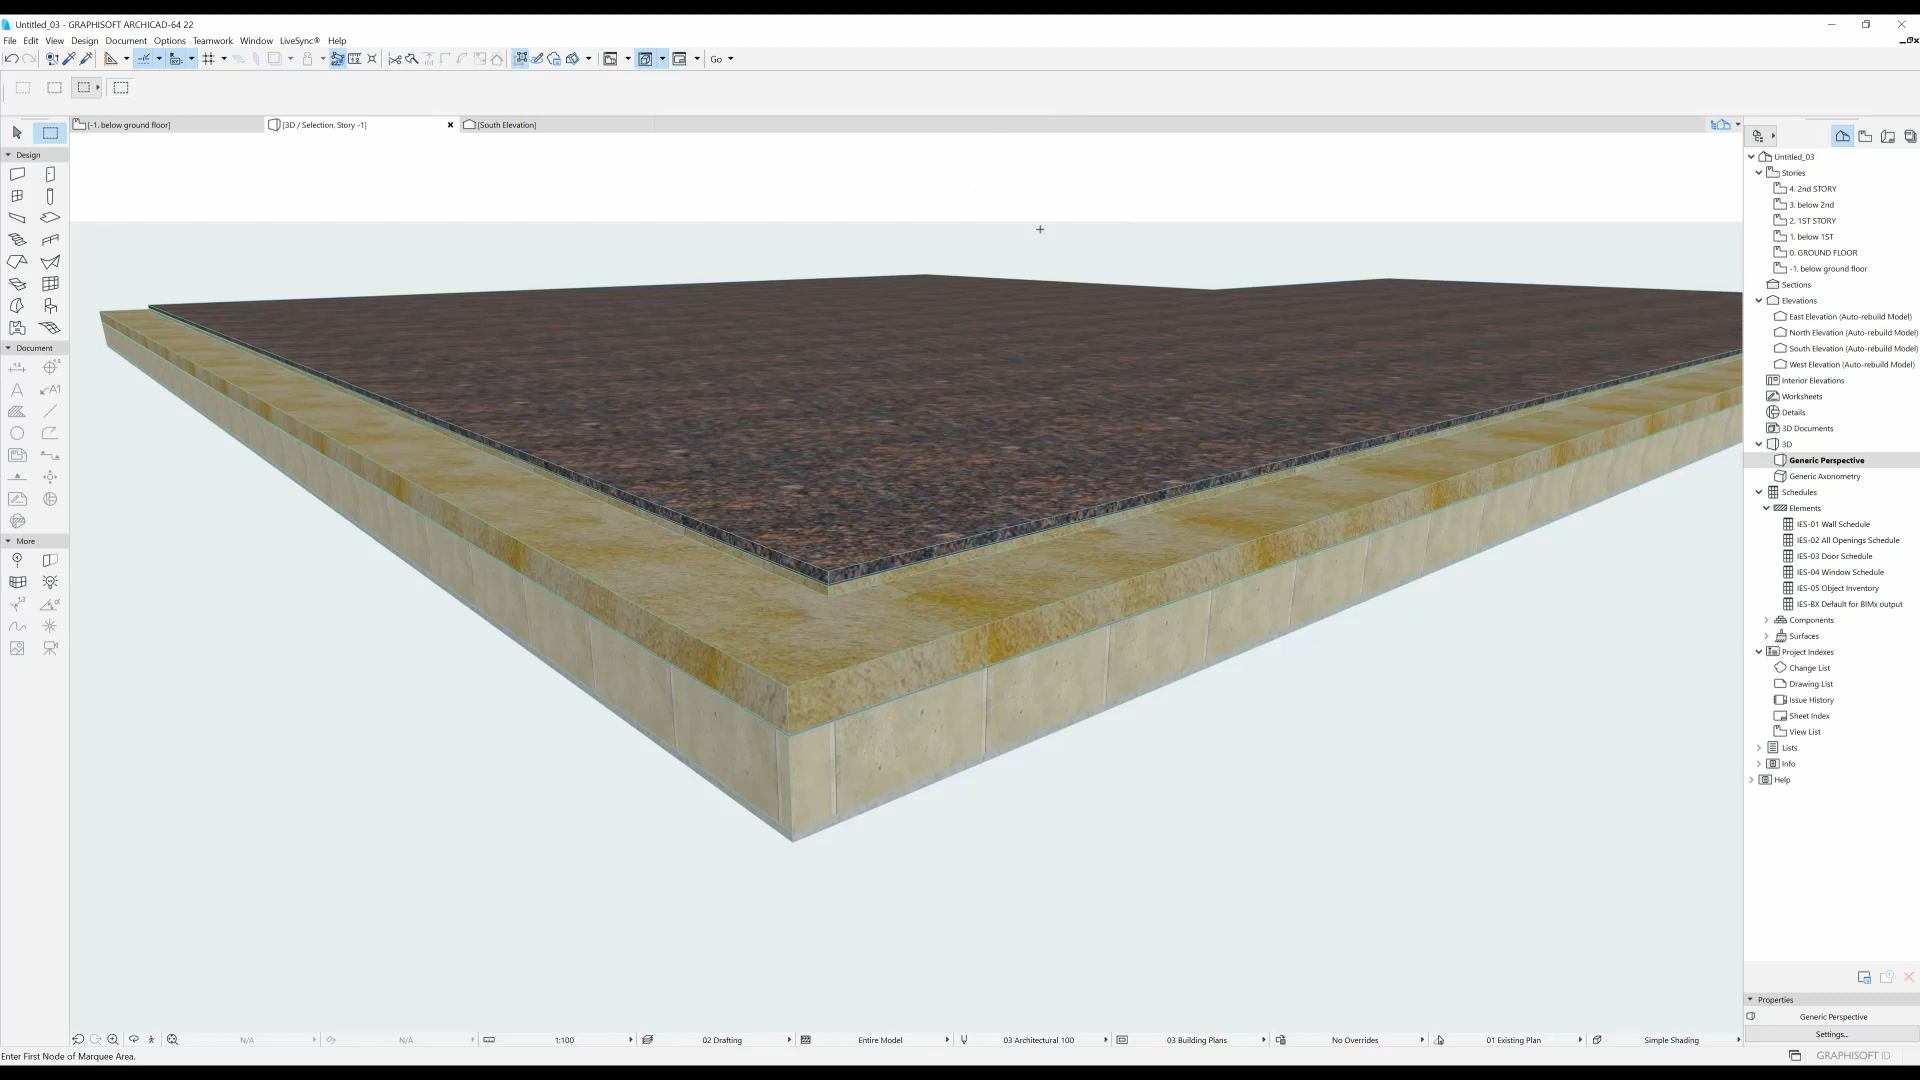 Untitled_03 - GRAPHISOFT ARCHICAD-64 22
File Edit View Design Document Options Teamwork Window LiveSync® Help
Go
[-1. below ground floor]
[3D / Selection, Story -1]
[South Elevation]
Design
Document
A
A1
More
Untitled_03
Stories
4. 2nd STORY
3. below 2nd
2. 1ST STORY
1. below 1ST
0. GROUND FLOOR
-1. below ground floor
Sections
Elevations
East Elevation (Auto-rebuild Model)
North Elevation (Auto-rebuild Model)
South Elevation (Auto-rebuild Model)
West Elevation (Auto-rebuild Model)
Interior Elevations
Worksheets
Details
3D Documents
3D
Generic Perspective
Generic Axonometry
Schedules
Elements
IES-01 Wall Schedule
IES-02 All Openings Schedule
IES-03 Door Schedule
IES-04 Window Schedule
IES-05 Object Inventory
IES-BX Default for BIMx output
Components
Surfaces
Project Indexes
Change List
Drawing List
Issue History
Sheet Index
View List
Lists
Info
Help
Properties
Generic Perspective
Settings...
N/A
N/A
1:100
02 Drafting
Entire Model
03 Architectural 100
03 Building Plans
No Overrides
01 Existing Plan
Simple Shading
Enter First Node of Marquee Area.
GRAPHISOFT ID